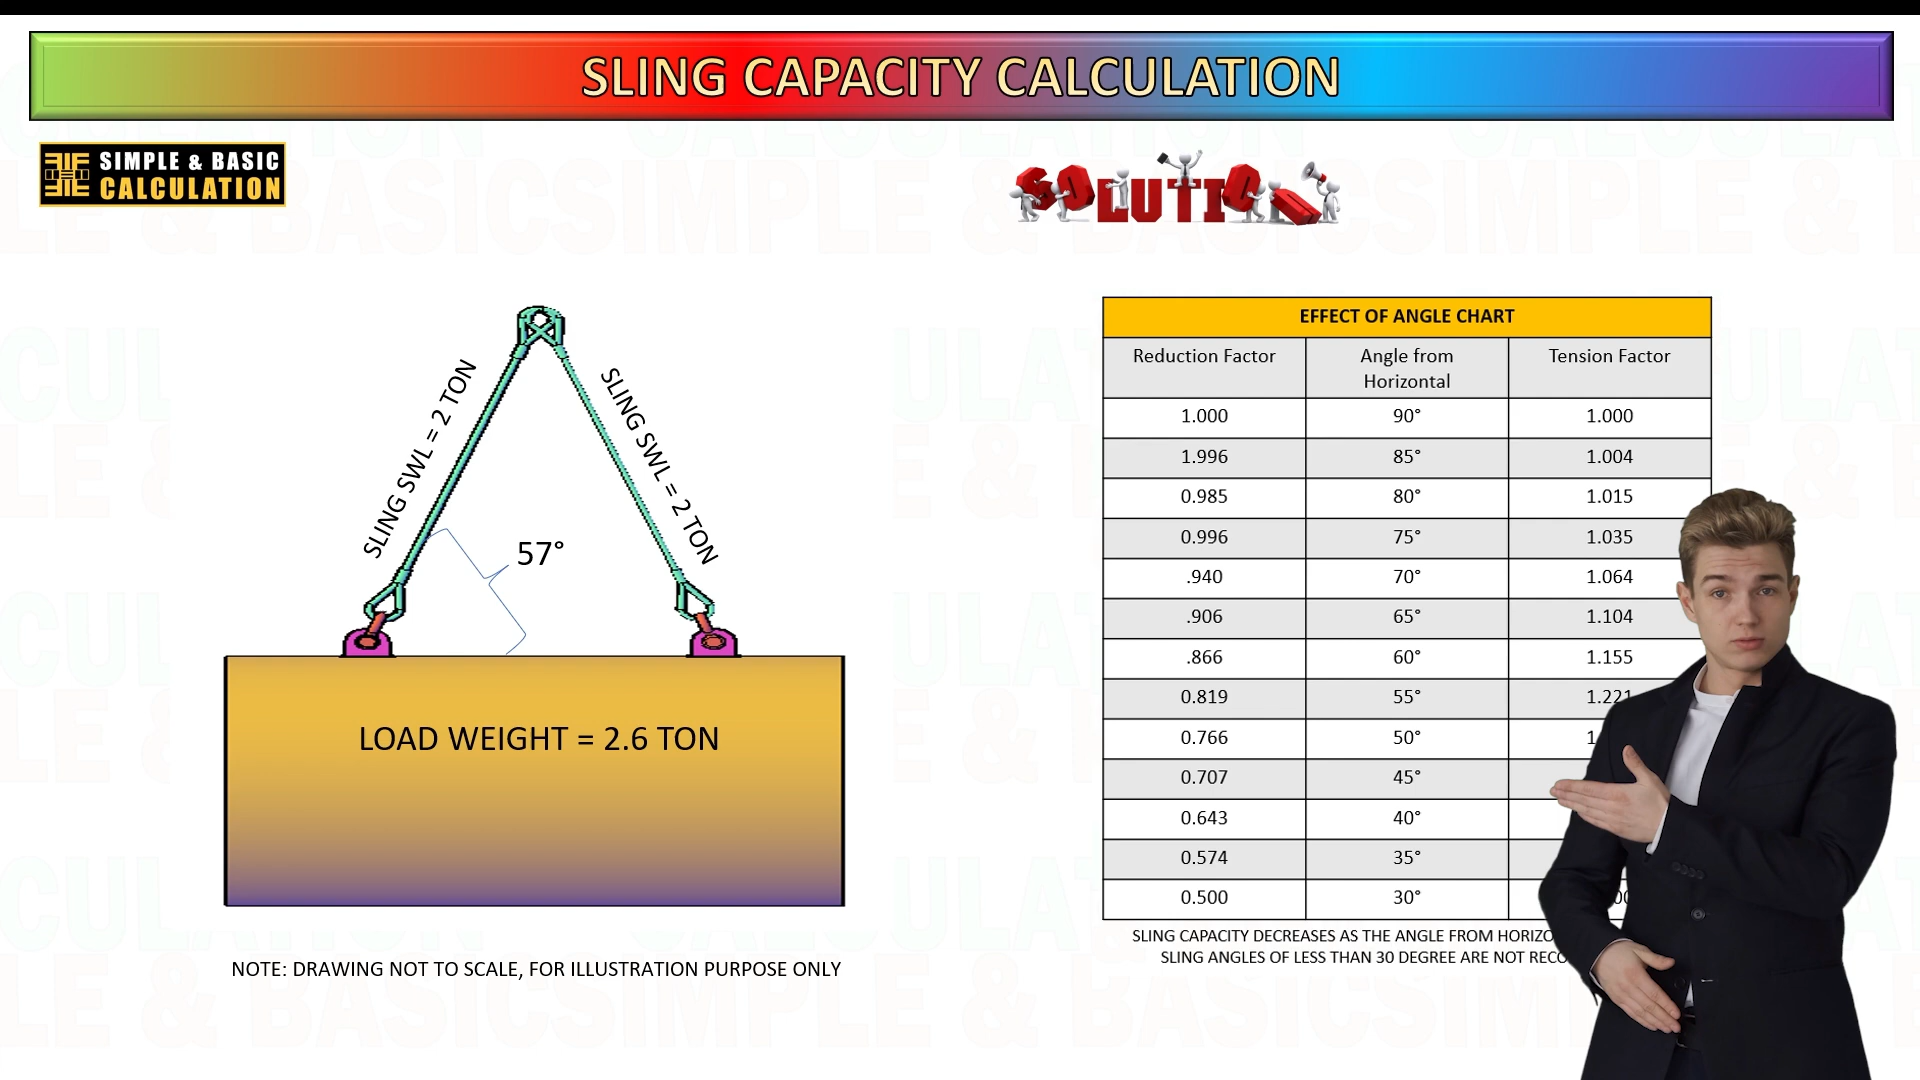 SLING CAPACITY CALCULATION
SIMPLE & BASIC
CALCULATION
SOLUTION
SLING SWL = 2 TON
SLING SWL = 2 TON
57°
LOAD WEIGHT = 2.6 TON
NOTE: DRAWING NOT TO SCALE, FOR ILLUSTRATION PURPOSE ONLY
EFFECT OF ANGLE CHART
Reduction Factor Angle from Tension Factor
Horizontal
1.000 90° 1.000
1.996 85° 1.004
0.985 80° 1.015
0.996 75° 1.035
.940 70° 1.064
.906 65° 1.104
.866 60° 1.155
0.819 55° 1.221
0.766 50°
0.707 45°
0.643 40°
0.574 35°
0.500 30°
SLING CAPACITY DECREASES AS THE ANGLE FROM
SLING ANGLES OF LESS THAN 30 DEGREE ARE NOT